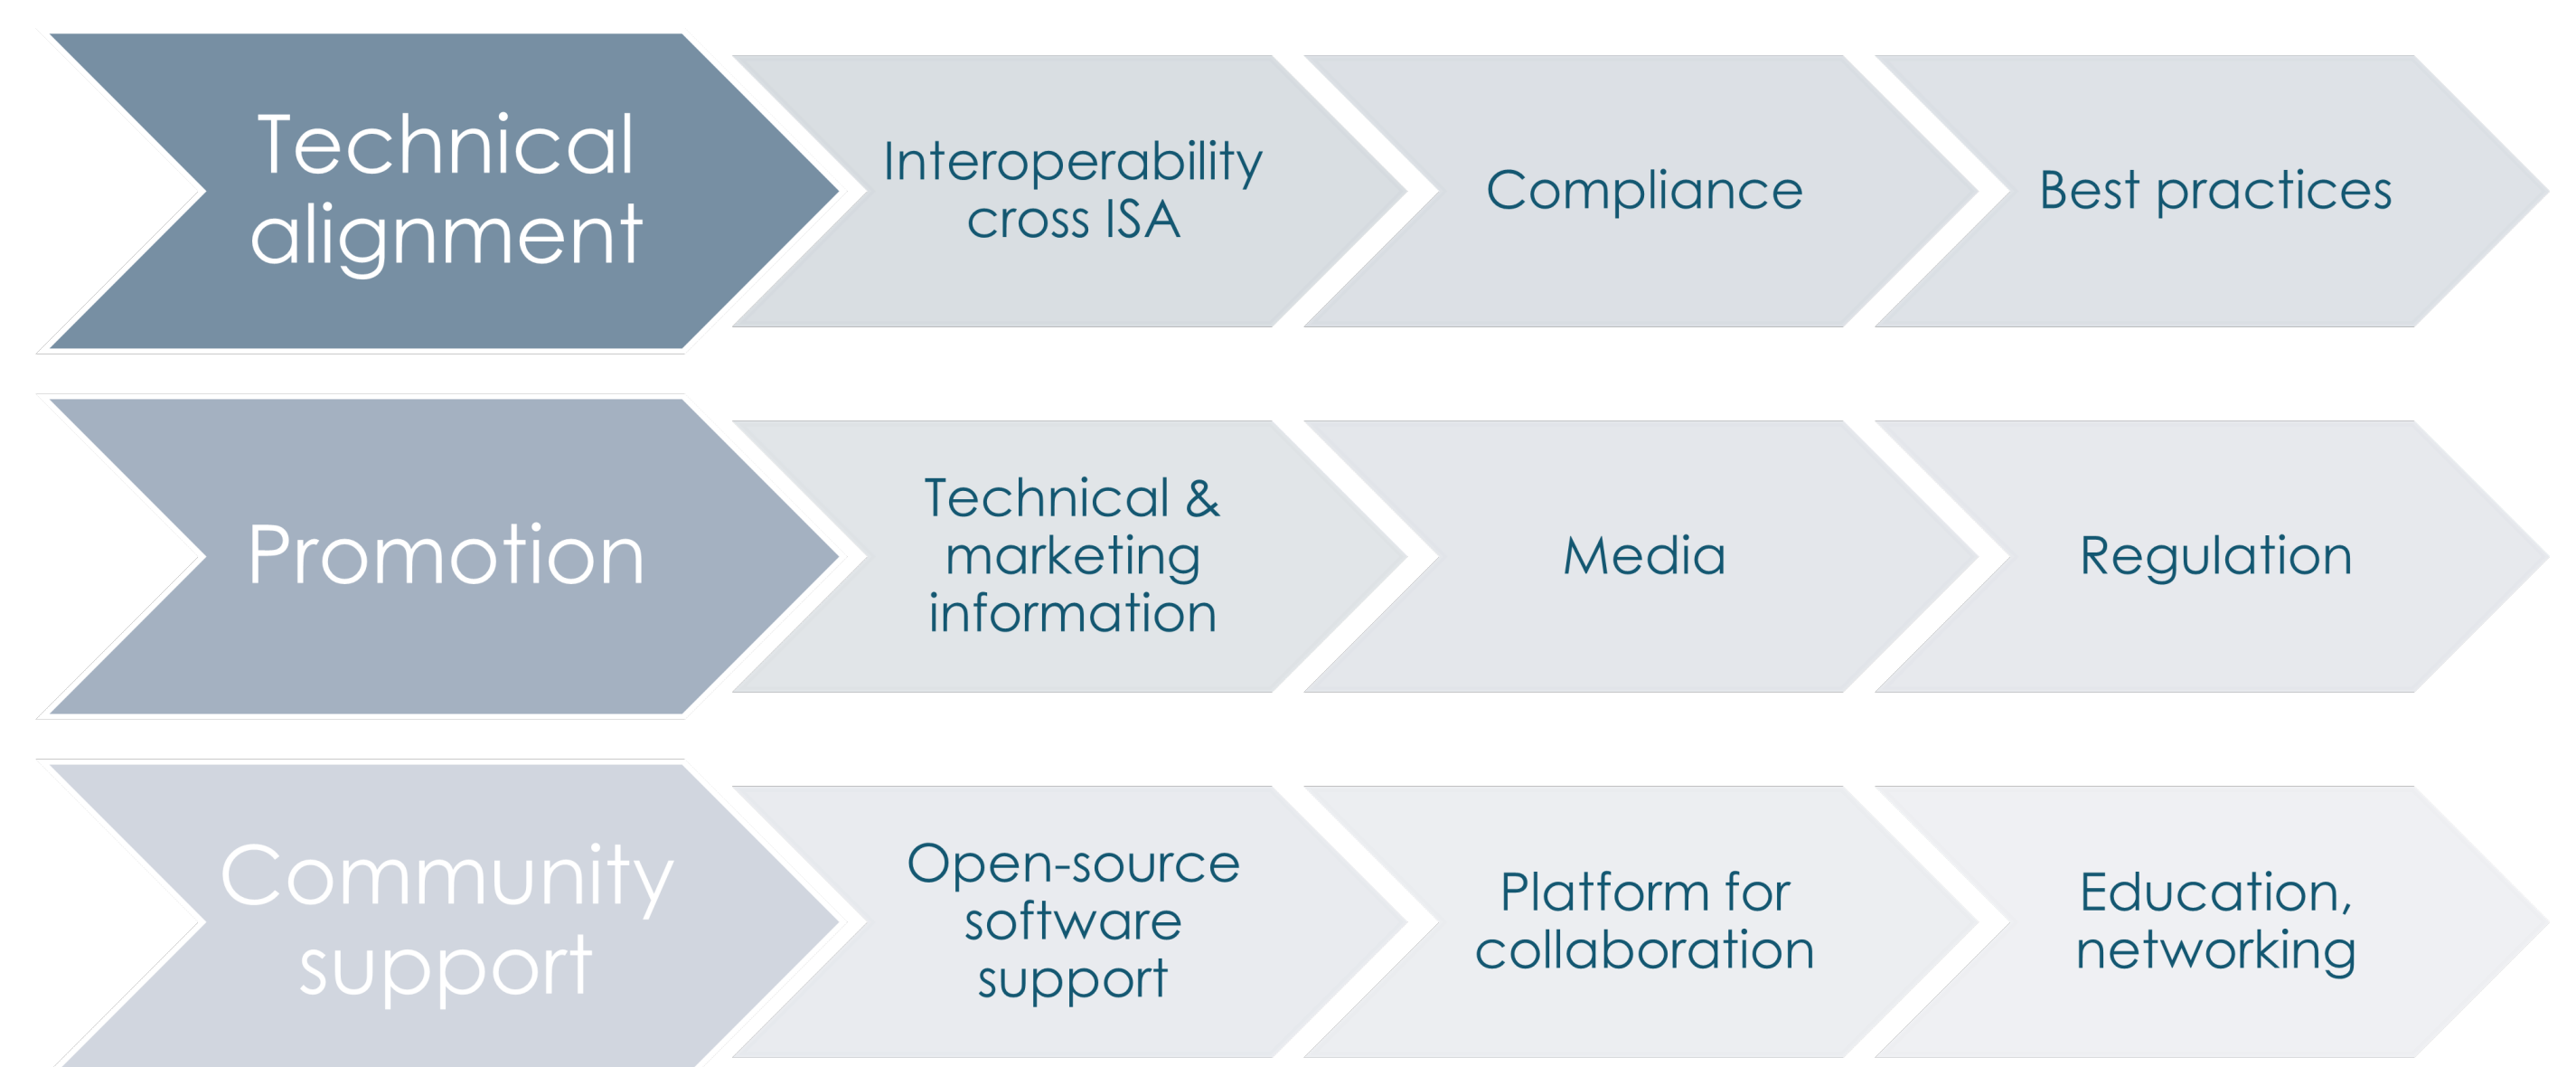 Technical
alignment
Interoperability
cross ISA
Compliance
Best practices
Promotion
Technical &
marketing
information
Media
Regulation
Community
support
Open-source
software
support
Platform for
collaboration
Education,
networking